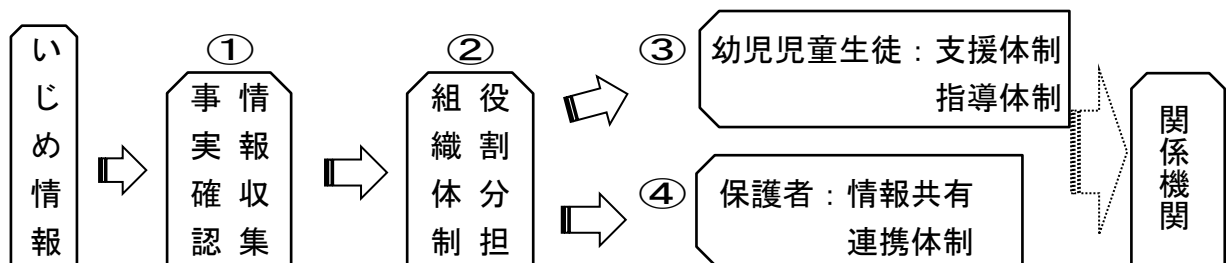 いじめ情報
①
情報収集
事実確認
②
役割分担
組織体制
③
幼児児童生徒：支援体制
指導体制
④
保護者：情報共有
連携体制
関係機関